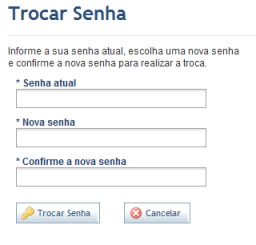 Trocar Senha
Informe a sua senha atual, escolha uma nova senha
e confirme a nova senha para realizar a troca.
* Senha atual
* Nova senha
* Confirme a nova senha
Trocar Senha
Cancelar